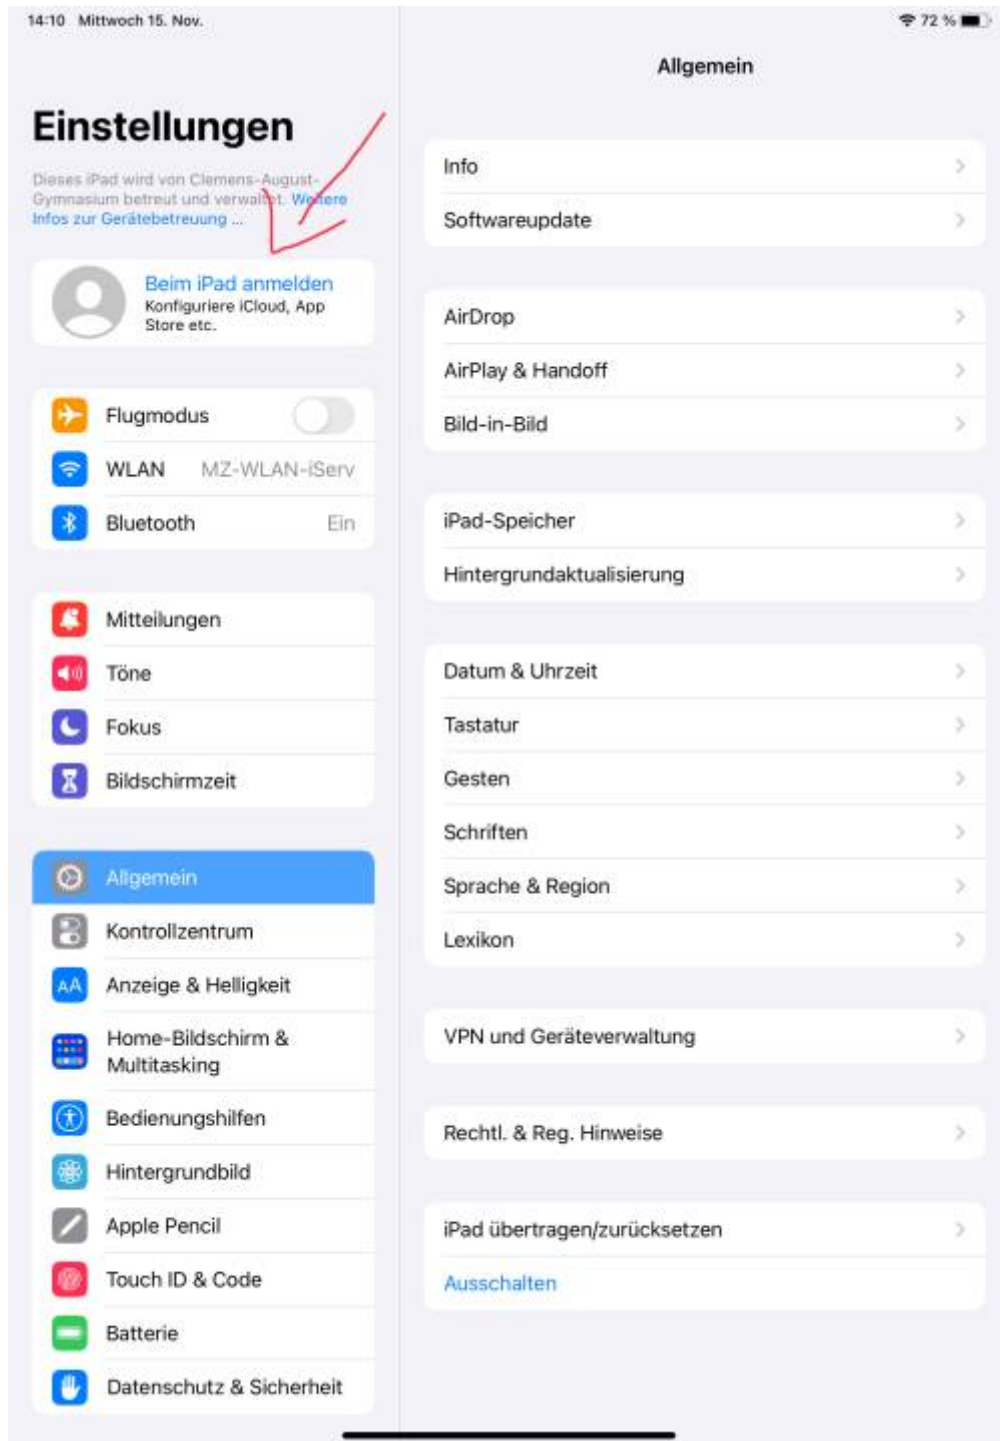 14:10 Mittwoch 15. Nov.
72 %
Einstellungen
Dieses iPad wird von Clemens-August-
Gymnasium betreut und verwaltet. Weitere
Infos zur Gerätebetreuung ...
Beim iPad anmelden
Konfiguriere iCloud, App
Store etc.
Flugmodus
WLAN MZ-WLAN-iServ
Bluetooth Ein
Mitteilungen
Töne
Fokus
Bildschirmzeit
Allgemein
Kontrollzentrum
AA Anzeige & Helligkeit
Home-Bildschirm &
Multitasking
Bedienungshilfen
Hintergrundbild
Apple Pencil
Touch ID & Code
Batterie
Datenschutz & Sicherheit
Allgemein
Info
Softwareupdate
AirDrop
AirPlay & Handoff
Bild-in-Bild
iPad-Speicher
Hintergrundaktualisierung
Datum & Uhrzeit
Tastatur
Gesten
Schriften
Sprache & Region
Lexikon
VPN und Geräteverwaltung
Rechtl. & Reg. Hinweise
iPad übertragen/zurücksetzen
Ausschalten